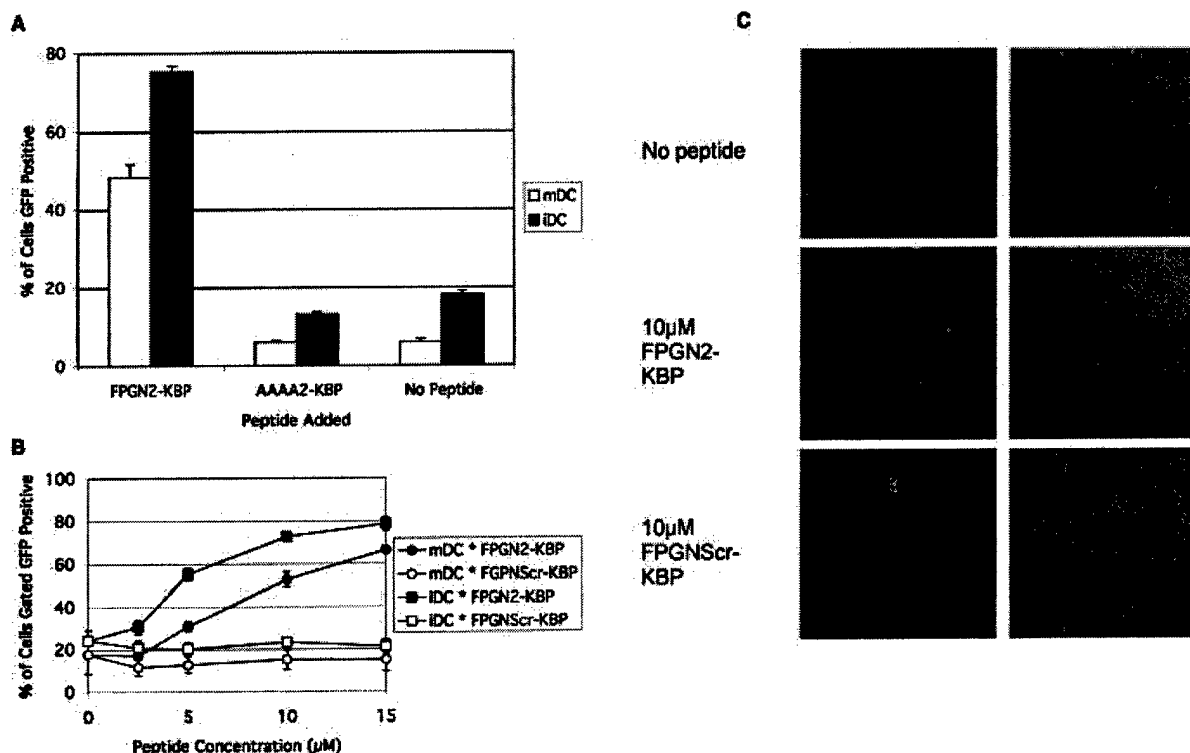 A
80
60
40
20
0
% of Cells GFP Positive
FPGN2-KBP
AAAA2-KBP
No Peptide
Peptide Added
mDC
iDC
B
100
80
60
40
20
0
% of Cells Gated GFP Positive
0
5
10
15
Peptide Concentration (µM)
mDC * FPGN2-KBP
mDC * FGPNScr-KBP
iDC * FPGN2-KBP
iDC * FPGNScr-KBP
C
No peptide
10µM
FPGN2-
KBP
10µM
FPGNScr-
KBP